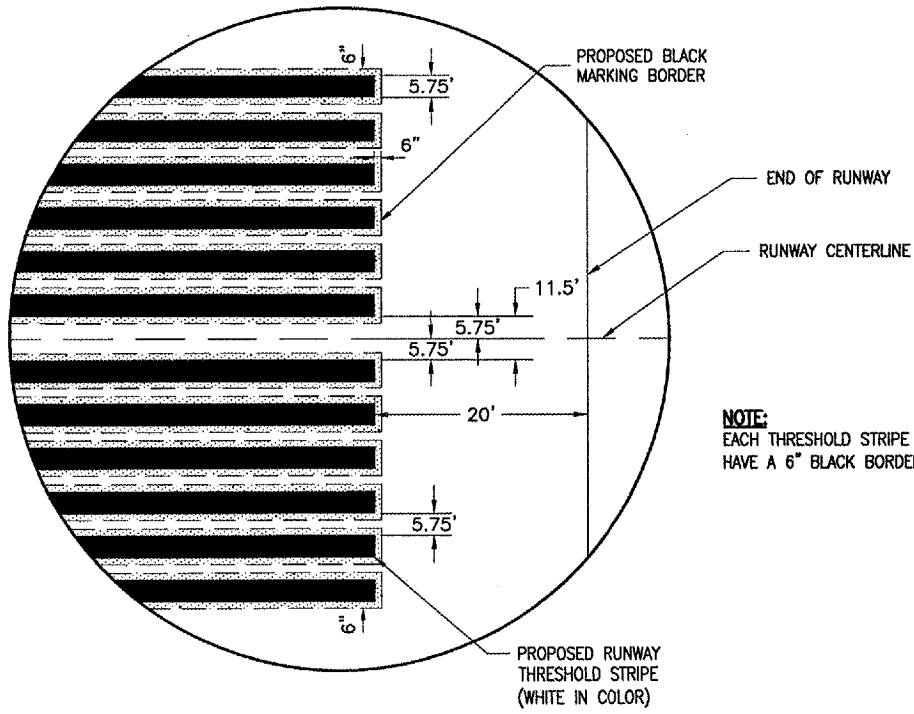 6"
5.75'
PROPOSED BLACK
MARKING BORDER
6"
END OF RUNWAY
RUNWAY CENTERLINE
11.5'
5.75'
5.75'
20'
NOTE:
EACH THRESHOLD STRIPE
HAVE A 6" BLACK BORDER
5.75'
6"
PROPOSED RUNWAY
THRESHOLD STRIPE
(WHITE IN COLOR)